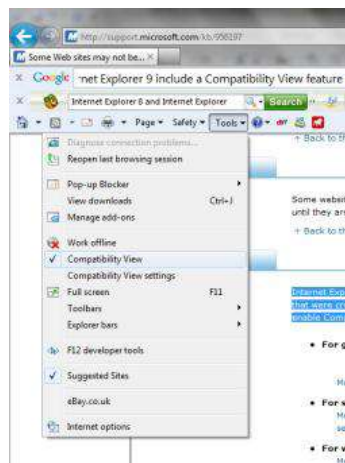 http://support.microsoft.com/kb/956197
Some Web sites may not be...
Google net Explorer 9 include a Compatibility View feature
Internet Explorer 8 and Internet Explorer Search
Page Safety Tools
Diagnose connection problems...
Reopen last browsing session
Pop-up Blocker
View downloads Ctrl+J
Manage add-ons
Work offline
Compatibility View
Compatibility View settings
Full screen F11
Toolbars
Explorer bars
F12 developer tools
Suggested Sites
eBay.co.uk
Internet options
Back to th
Some websit
until they ar
Back to th
Internet Exp
that were cr
enable Com
For g
For s
For w